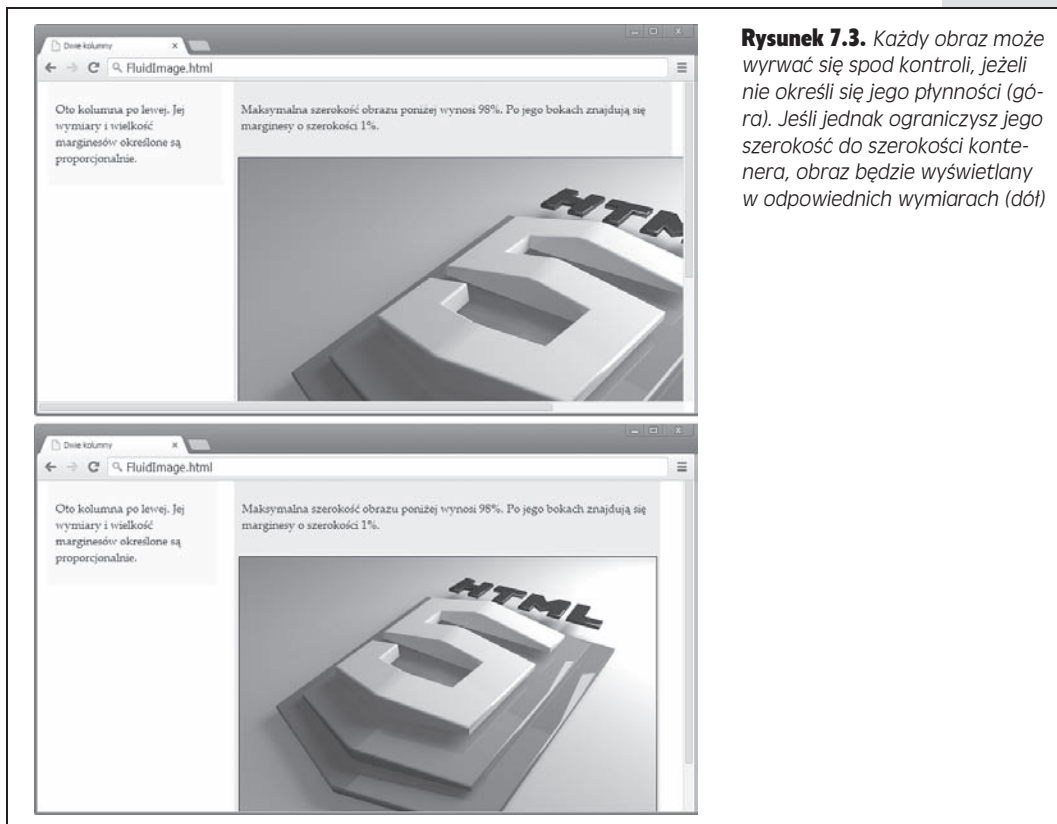 Dwie kolumny
FluidImage.html
Oto kolumna po lewej. Jej
wymiary i wielkość
marginesów określone są
proporcjonalnie.
Maksymalna szerokość obrazu poniżej wynosi 98%. Po jego bokach znajdują się
marginesy o szerokości 1%.
HTM
5
Dwie kolumny
FluidImage.html
Oto kolumna po lewej. Jej
wymiary i wielkość
marginesów określone są
proporcjonalnie.
Maksymalna szerokość obrazu poniżej wynosi 98%. Po jego bokach znajdują się
marginesy o szerokości 1%.
HTML
5
Rysunek 7.3. Każdy obraz może
wyrwać się spod kontroli, jeżeli
nie określi się jego płynności (gó-
ra). Jeśli jednak ograniczysz jego
szerokość do szerokości konte-
nera, obraz będzie wyświetlany
w odpowiednich wymiarach (dół)